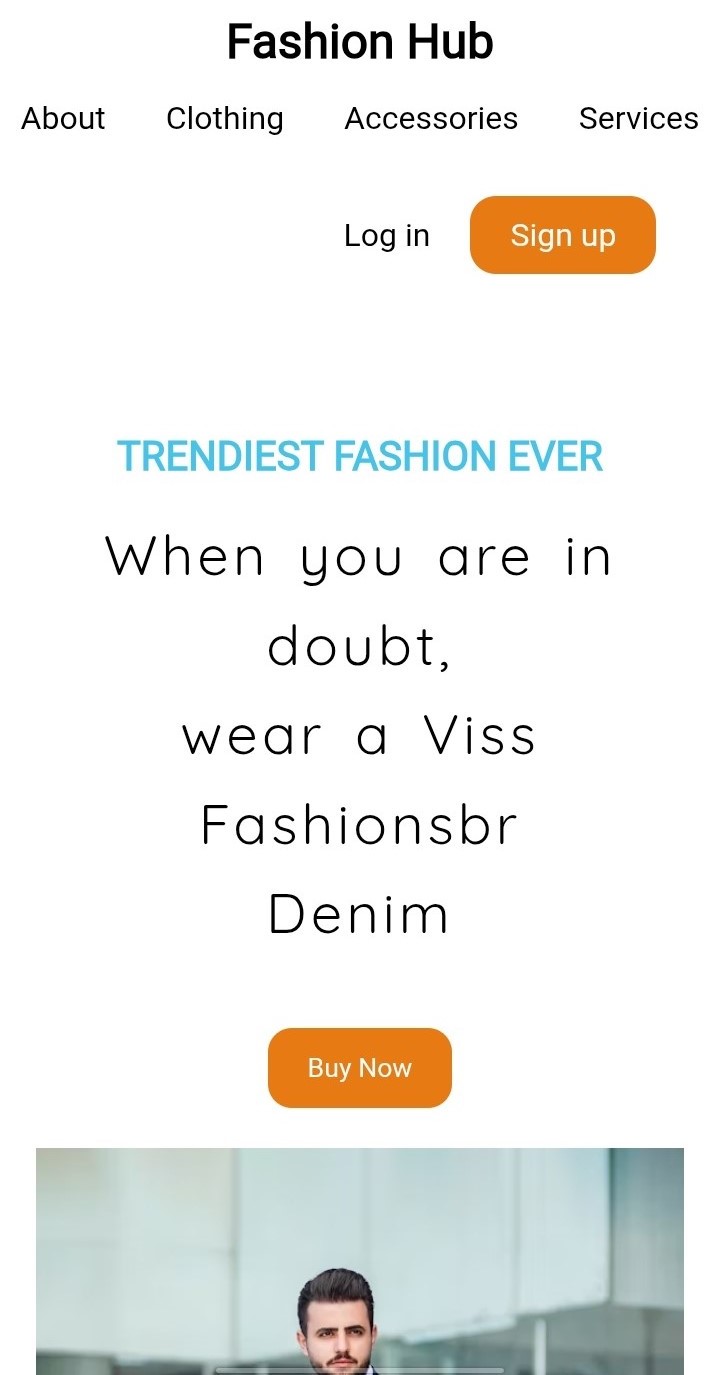 Fashion Hub
About Clothing Accessories Services
Log in Sign up
TRENDIEST FASHION EVER
When you are in
doubt,
wear a Viss
Fashionsbr
Denim
Buy Now